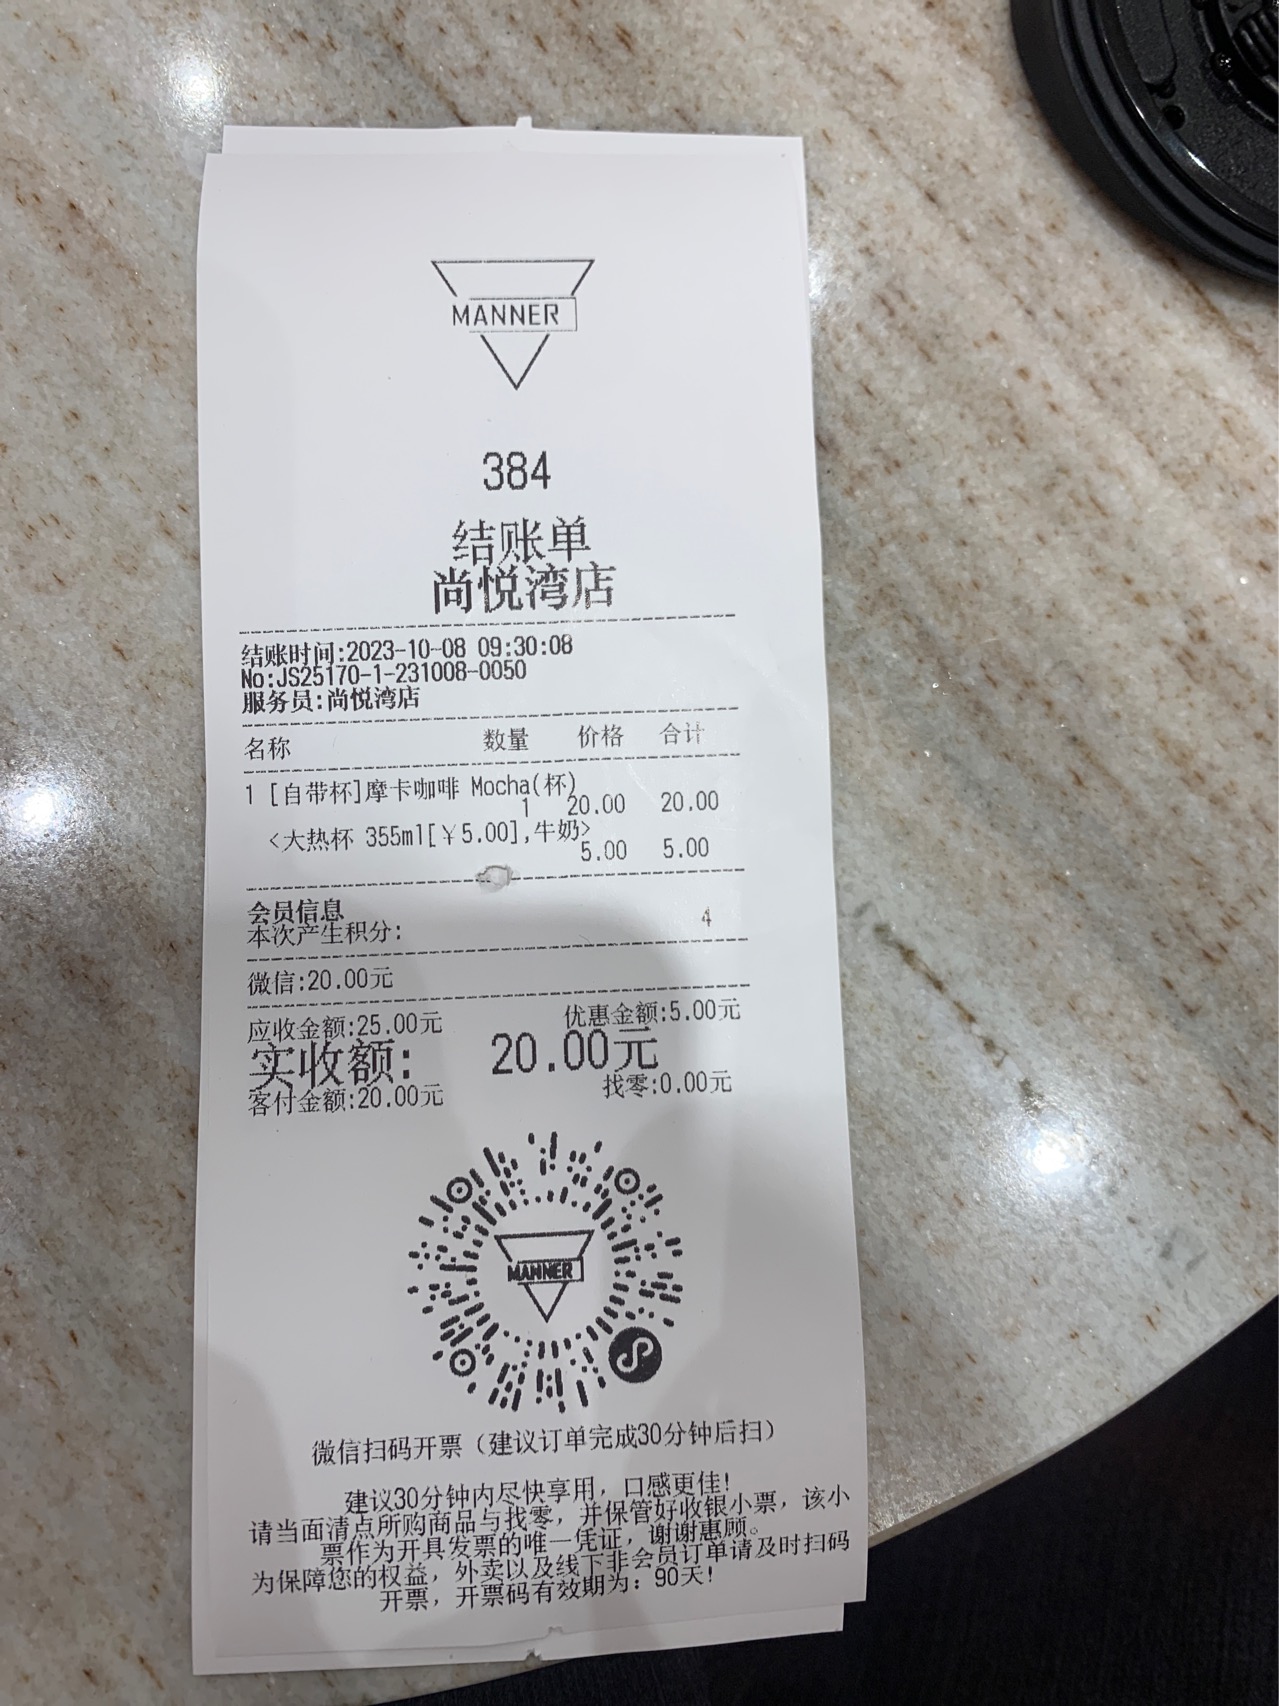 MANNER
384
结账单
尚悦湾店
结账时间:2023-10-08 09:30:08
No:JS25170-1-231008-0050
服务员:尚悦湾店
名称 数量 价格 合计
1 [自带杯]摩卡咖啡 Mocha(杯)
1 20.00 20.00
<大热杯 355ml[￥5.00],牛奶>
5.00 5.00
会员信息
本次产生积分: 4
微信:20.00元
应收金额:25.00元 优惠金额:5.00元
实收额: 20.00元
客付金额:20.00元 找零:0.00元
MANNER
微信扫码开票（建议订单完成30分钟后扫）
建议30分钟内尽快享用，口感更佳!
请当面清点所购商品与找零，并保管好收银小票，该小
票作为开具发票的唯一凭证，谢谢惠顾。
为保障您的权益，外卖以及线下非会员订单请及时扫码
开票，开票码有效期为：90天!